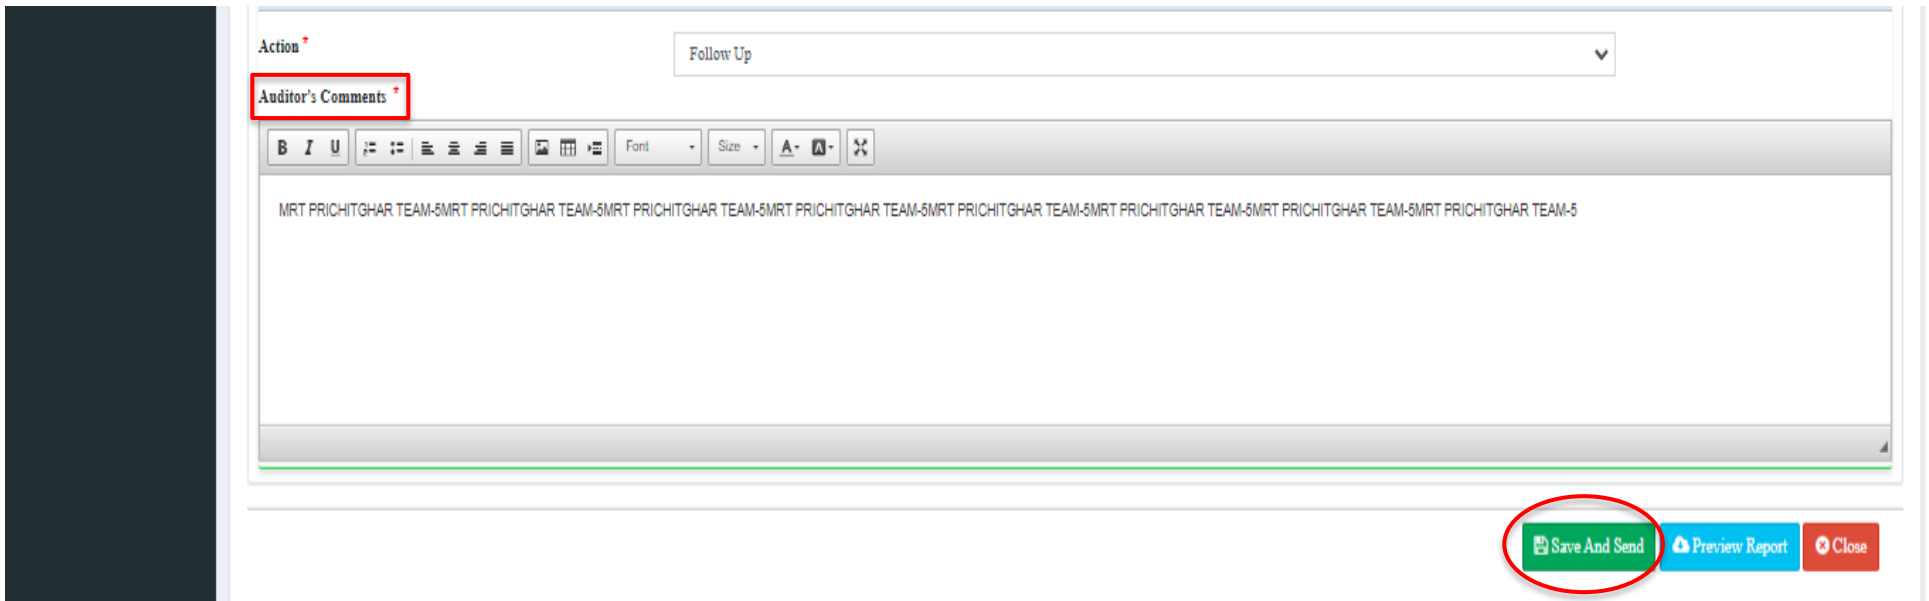 Action *
Follow Up
Auditor's Comments *
B I U Font Size A A
MRT PRICHITGHAR TEAM-5MRT PRICHITGHAR TEAM-5MRT PRICHITGHAR TEAM-5MRT PRICHITGHAR TEAM-5MRT PRICHITGHAR TEAM-5MRT PRICHITGHAR TEAM-5MRT PRICHITGHAR TEAM-5MRT PRICHITGHAR TEAM-5
Save And Send Preview Report Close